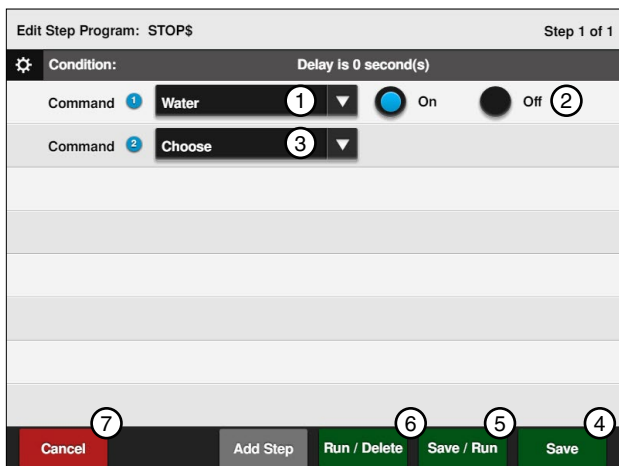 Edit Step Program: STOP$ Step 1 of 1
Condition: Delay is 0 second(s)
Command 1 Water 1 On Off 2
Command 2 Choose 3
7 6 5 4
Cancel Add Step Run / Delete Save / Run Save